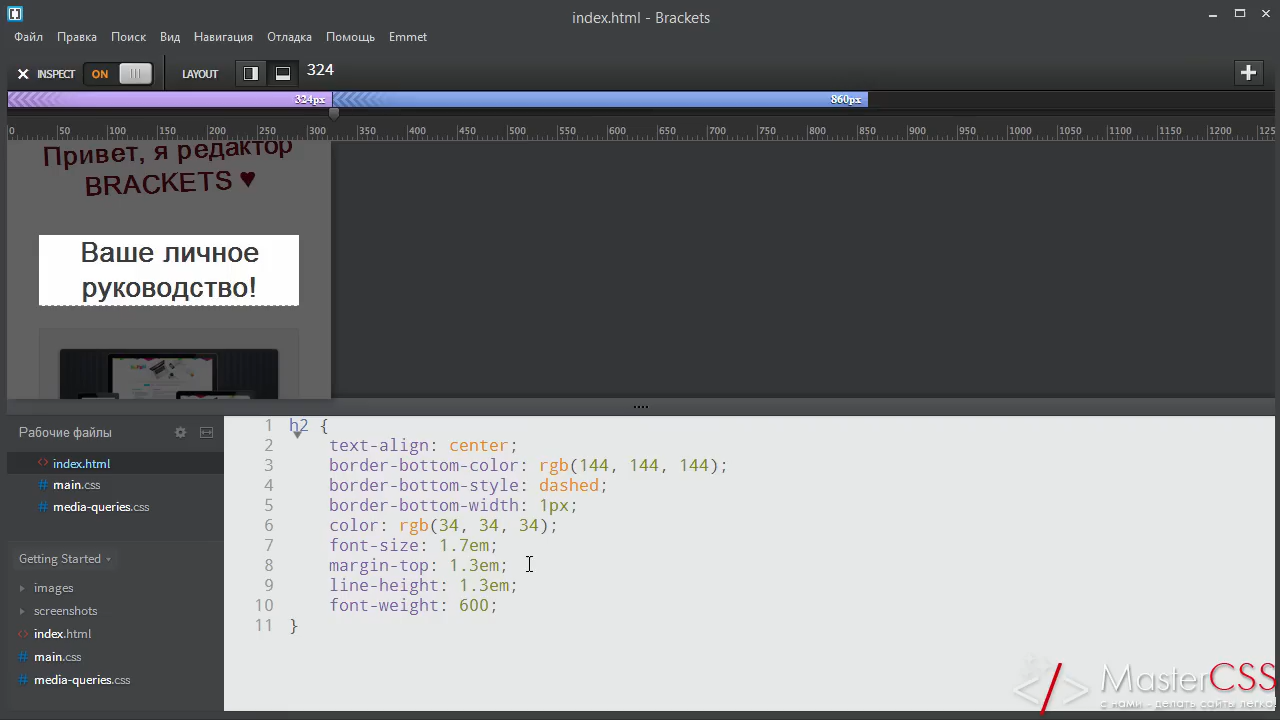 index.html - Brackets
Файл Правка Поиск Вид Навигация Отладка Помощь Emmet
INSPECT ON LAYOUT 324
324px 860px
0 50 100 150 200 250 300 350 400 450 500 550 600 650 700 750 800 850 900 950 1000 1050 1100 1150 1200 125
Привет, я редактор
BRACKETS ♥
Ваше личное
руководство!
Рабочие файлы
index.html
main.css
media-queries.css
Getting Started
images
screenshots
index.html
main.css
media-queries.css
1 h2 {
2 text-align: center;
3 border-bottom-color: rgb(144, 144, 144);
4 border-bottom-style: dashed;
5 border-bottom-width: 1px;
6 color: rgb(34, 34, 34);
7 font-size: 1.7em;
8 margin-top: 1.3em;
9 line-height: 1.3em;
10 font-weight: 600;
11 }
MasterCSS
с нами - делать сайты легко!